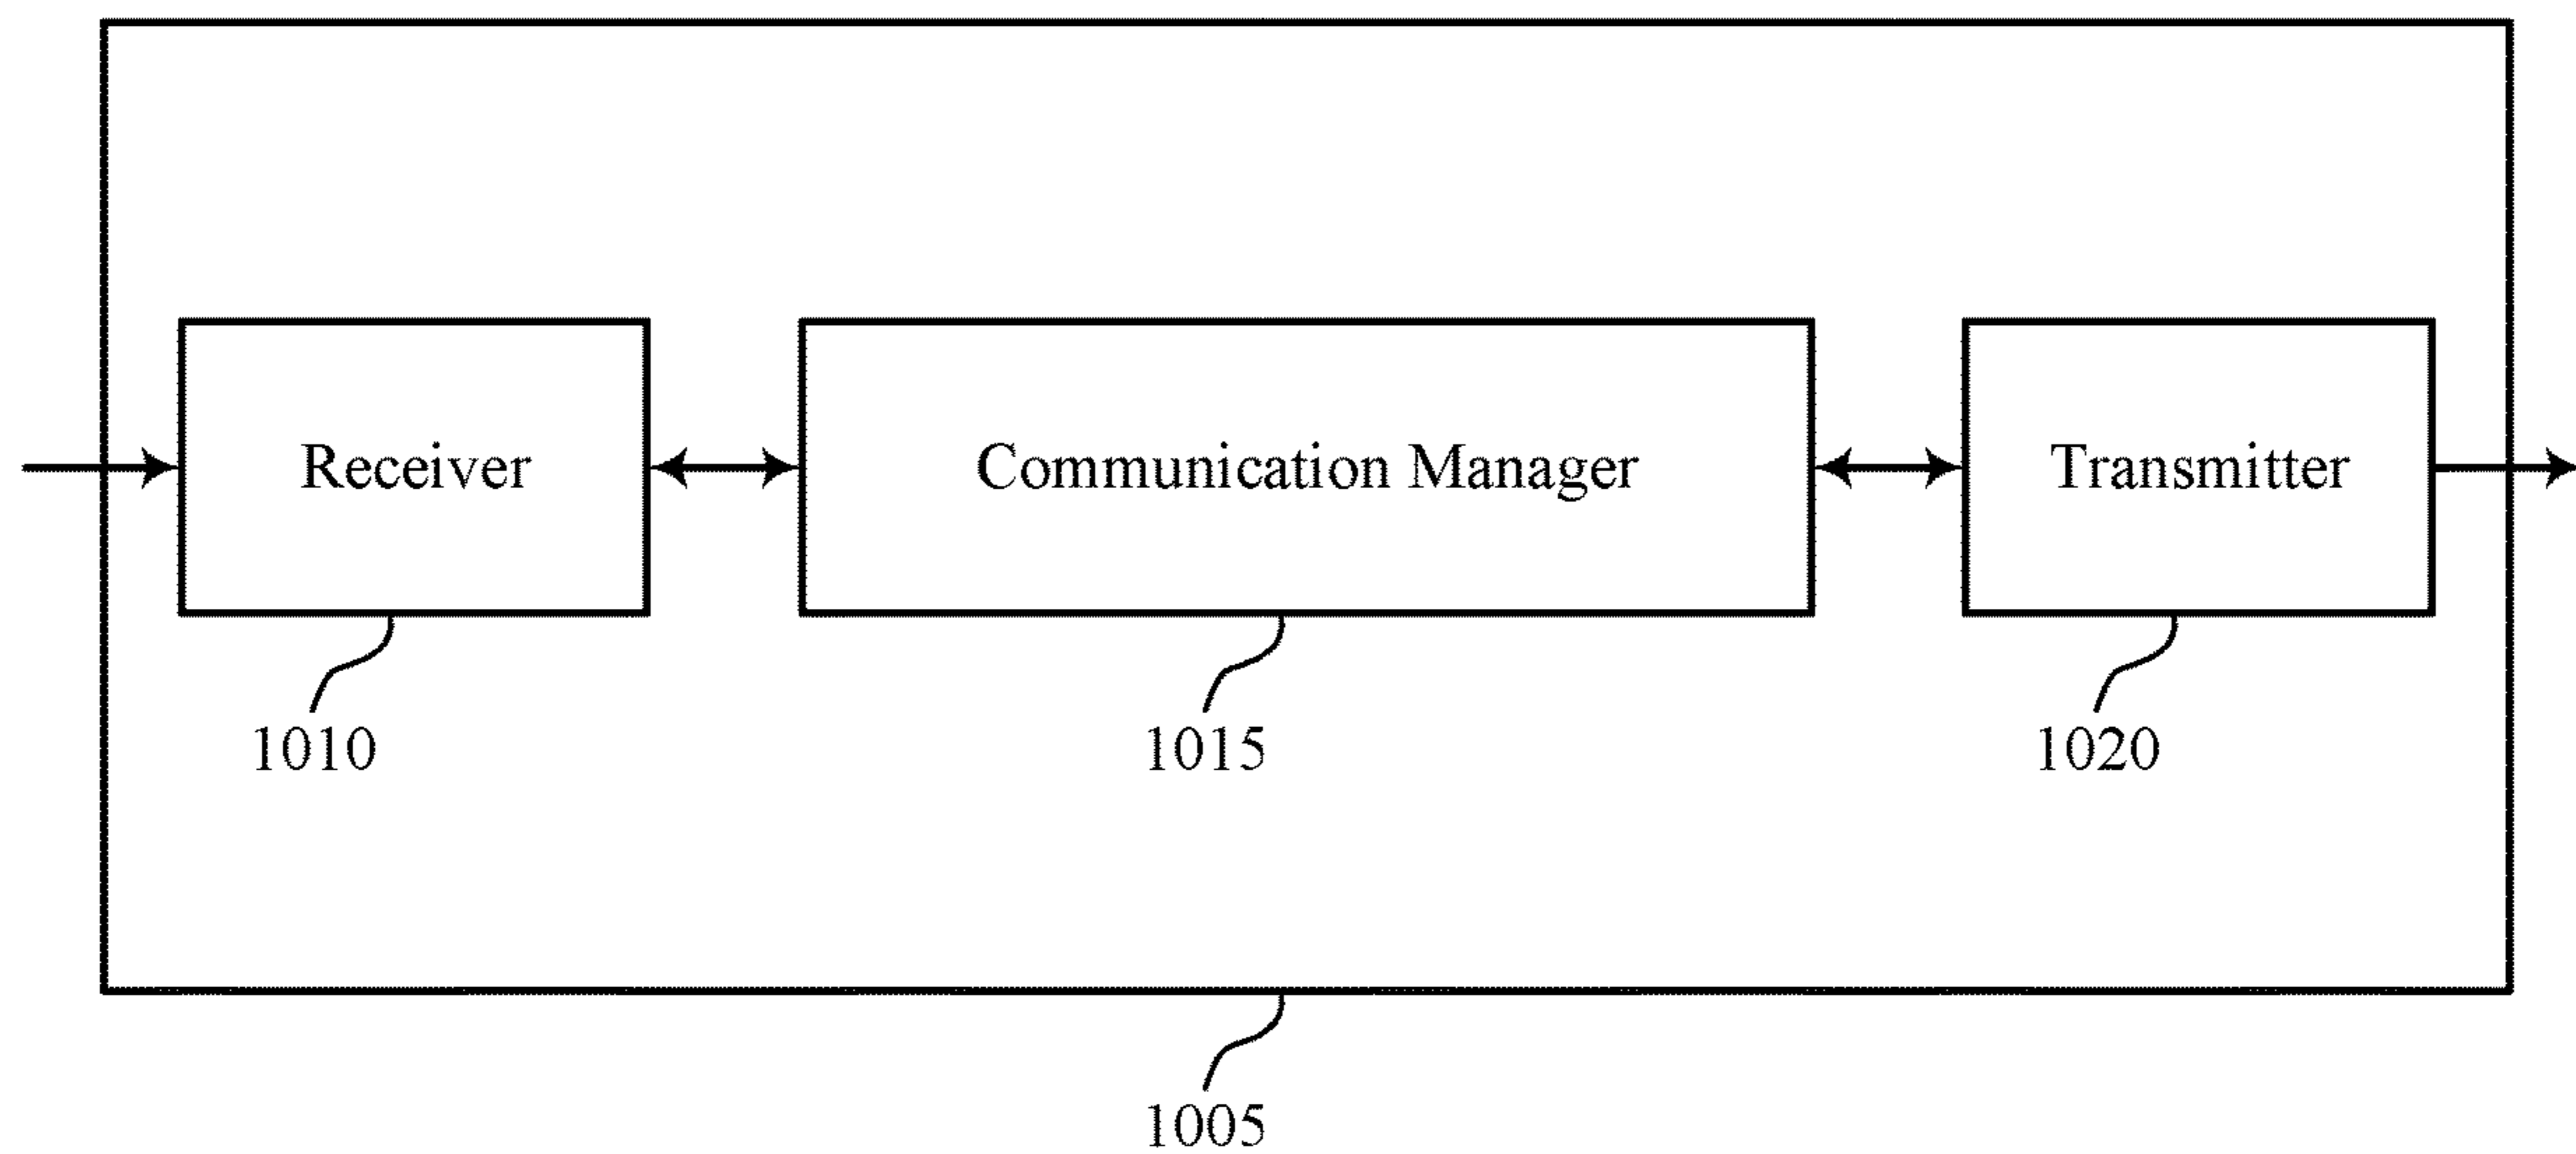 Receiver
Communication Manager
Transmitter
1010
1015
1020
1005